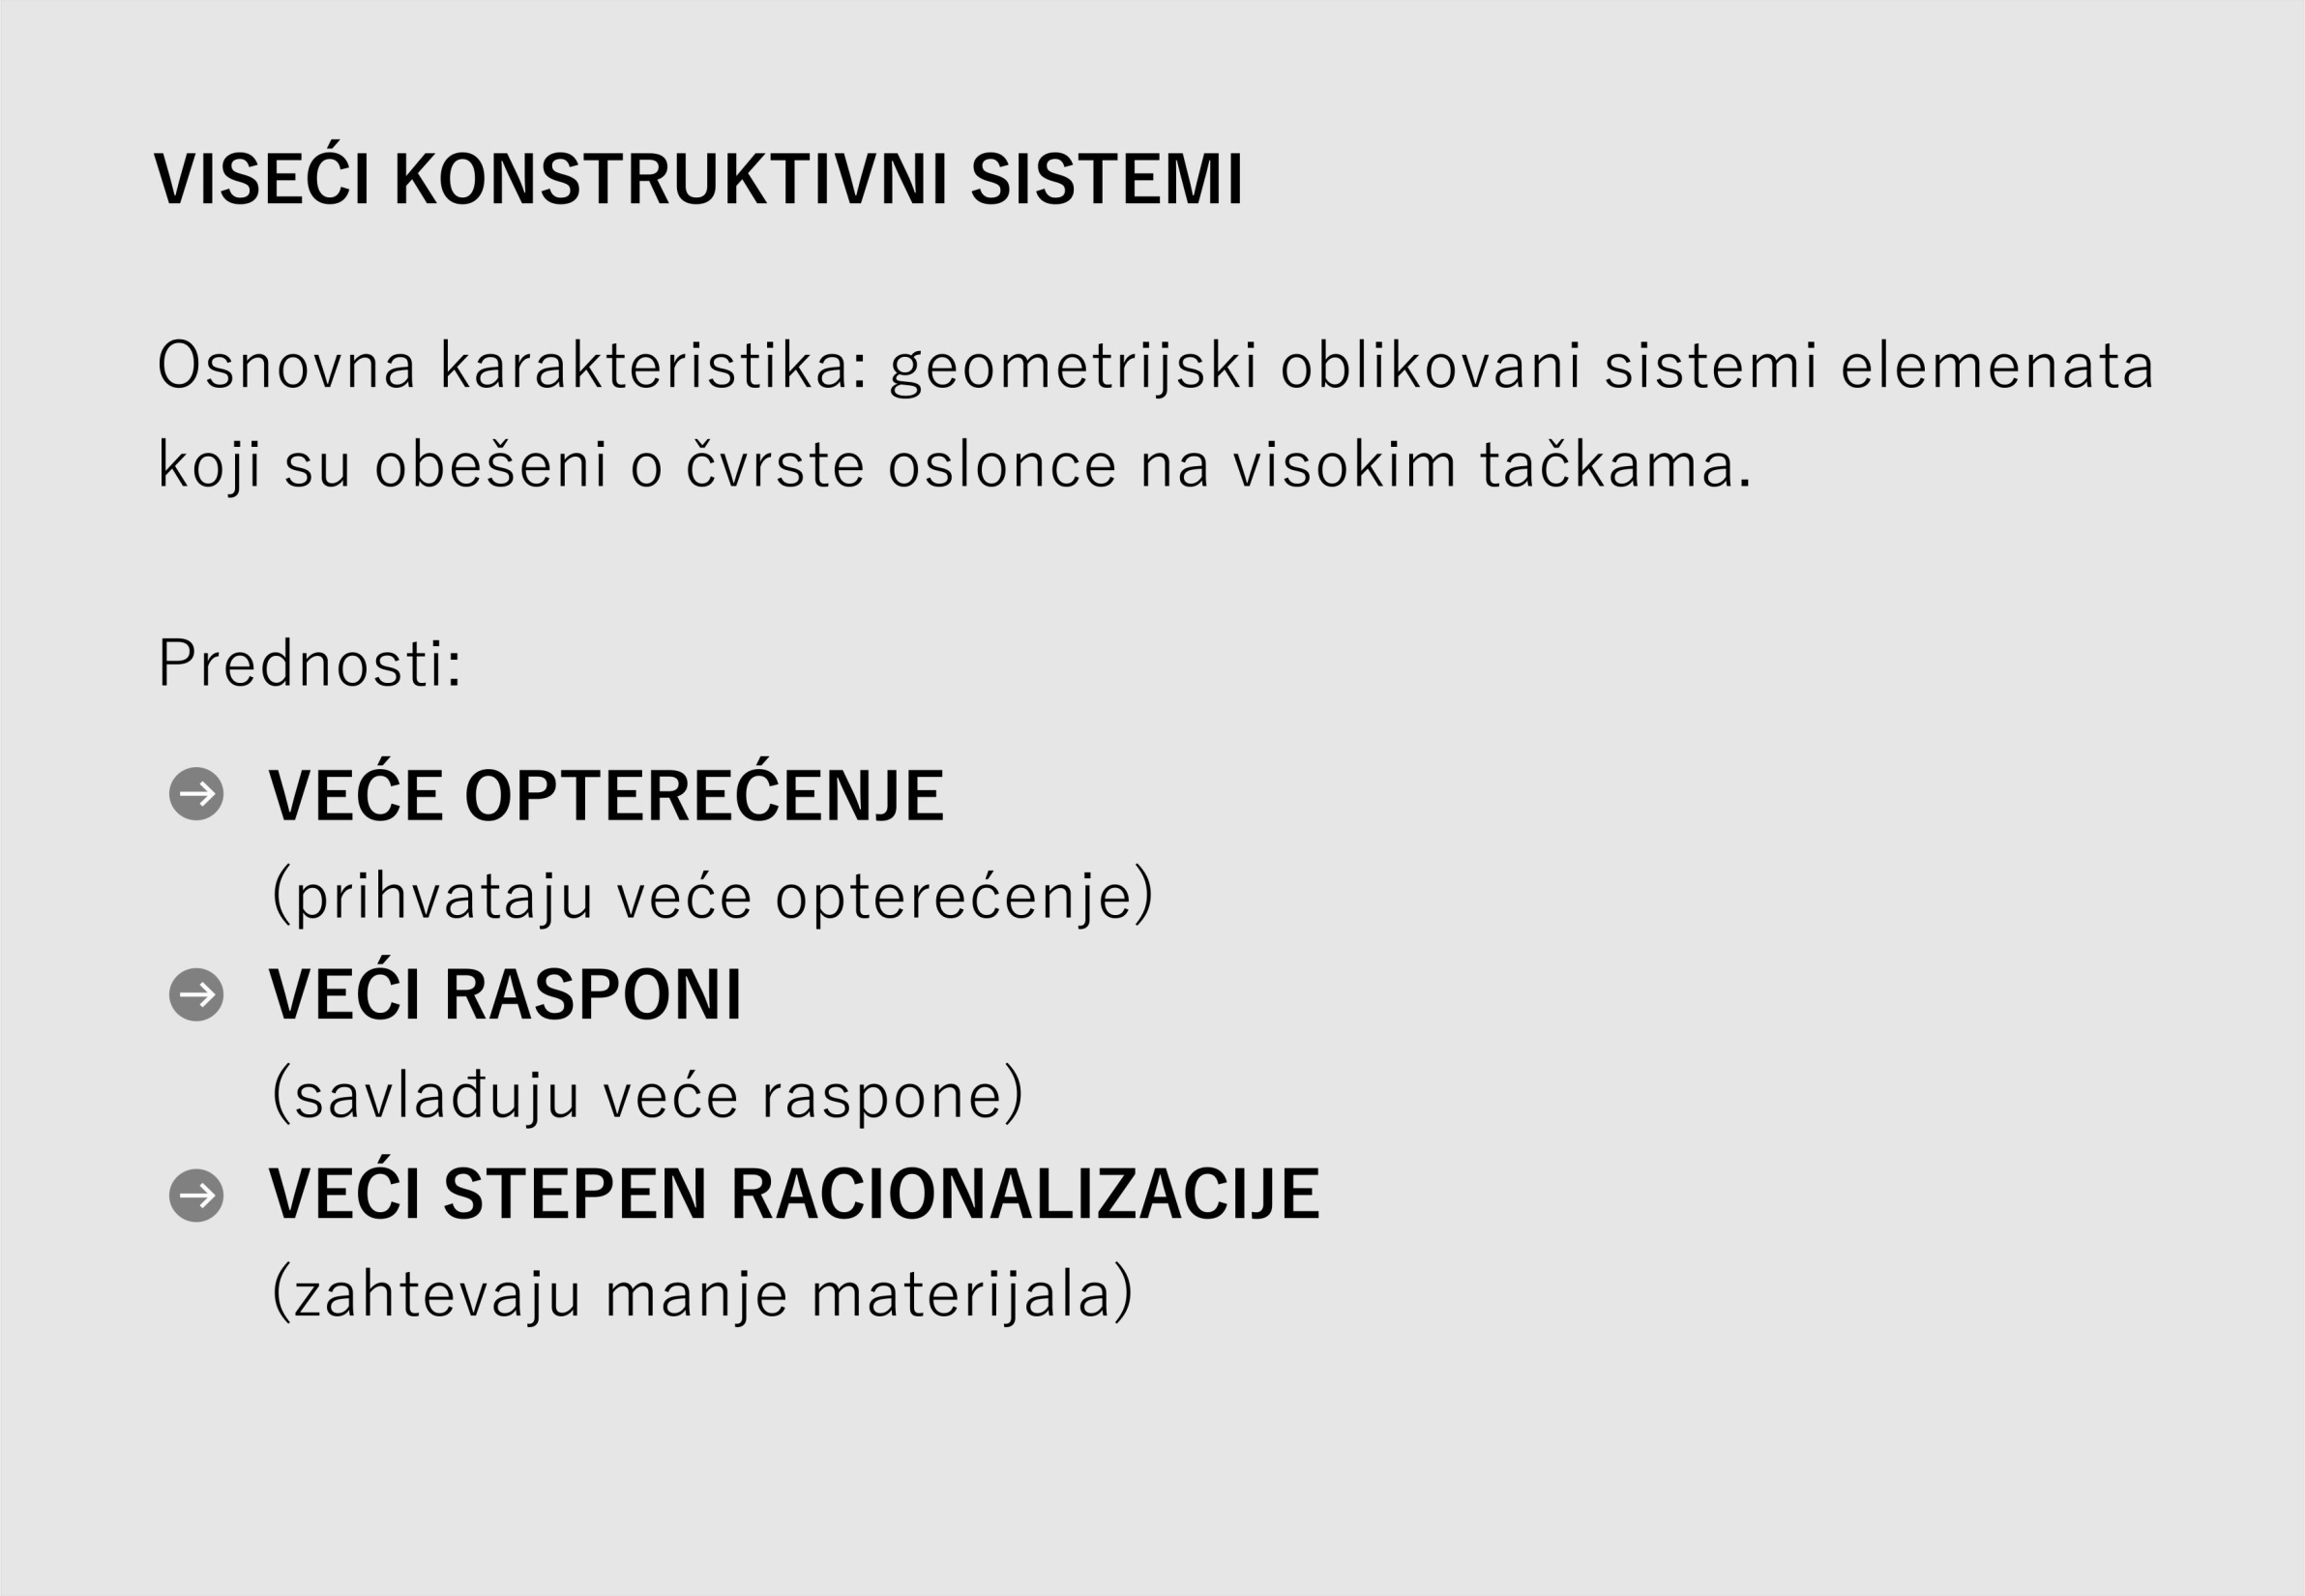 VISEĆI KONSTRUKTIVNI SISTEMI
Osnovna karakteristika: geometrijski oblikovani sistemi elemenata
koji su obešeni o čvrste oslonce na visokim tačkama.
Prednosti:
VEĆE OPTEREĆENJE
(prihvataju veće opterećenje)
VEĆI RASPONI
(savlađuju veće raspone)
VEĆI STEPEN RACIONALIZACIJE
(zahtevaju manje materijala)